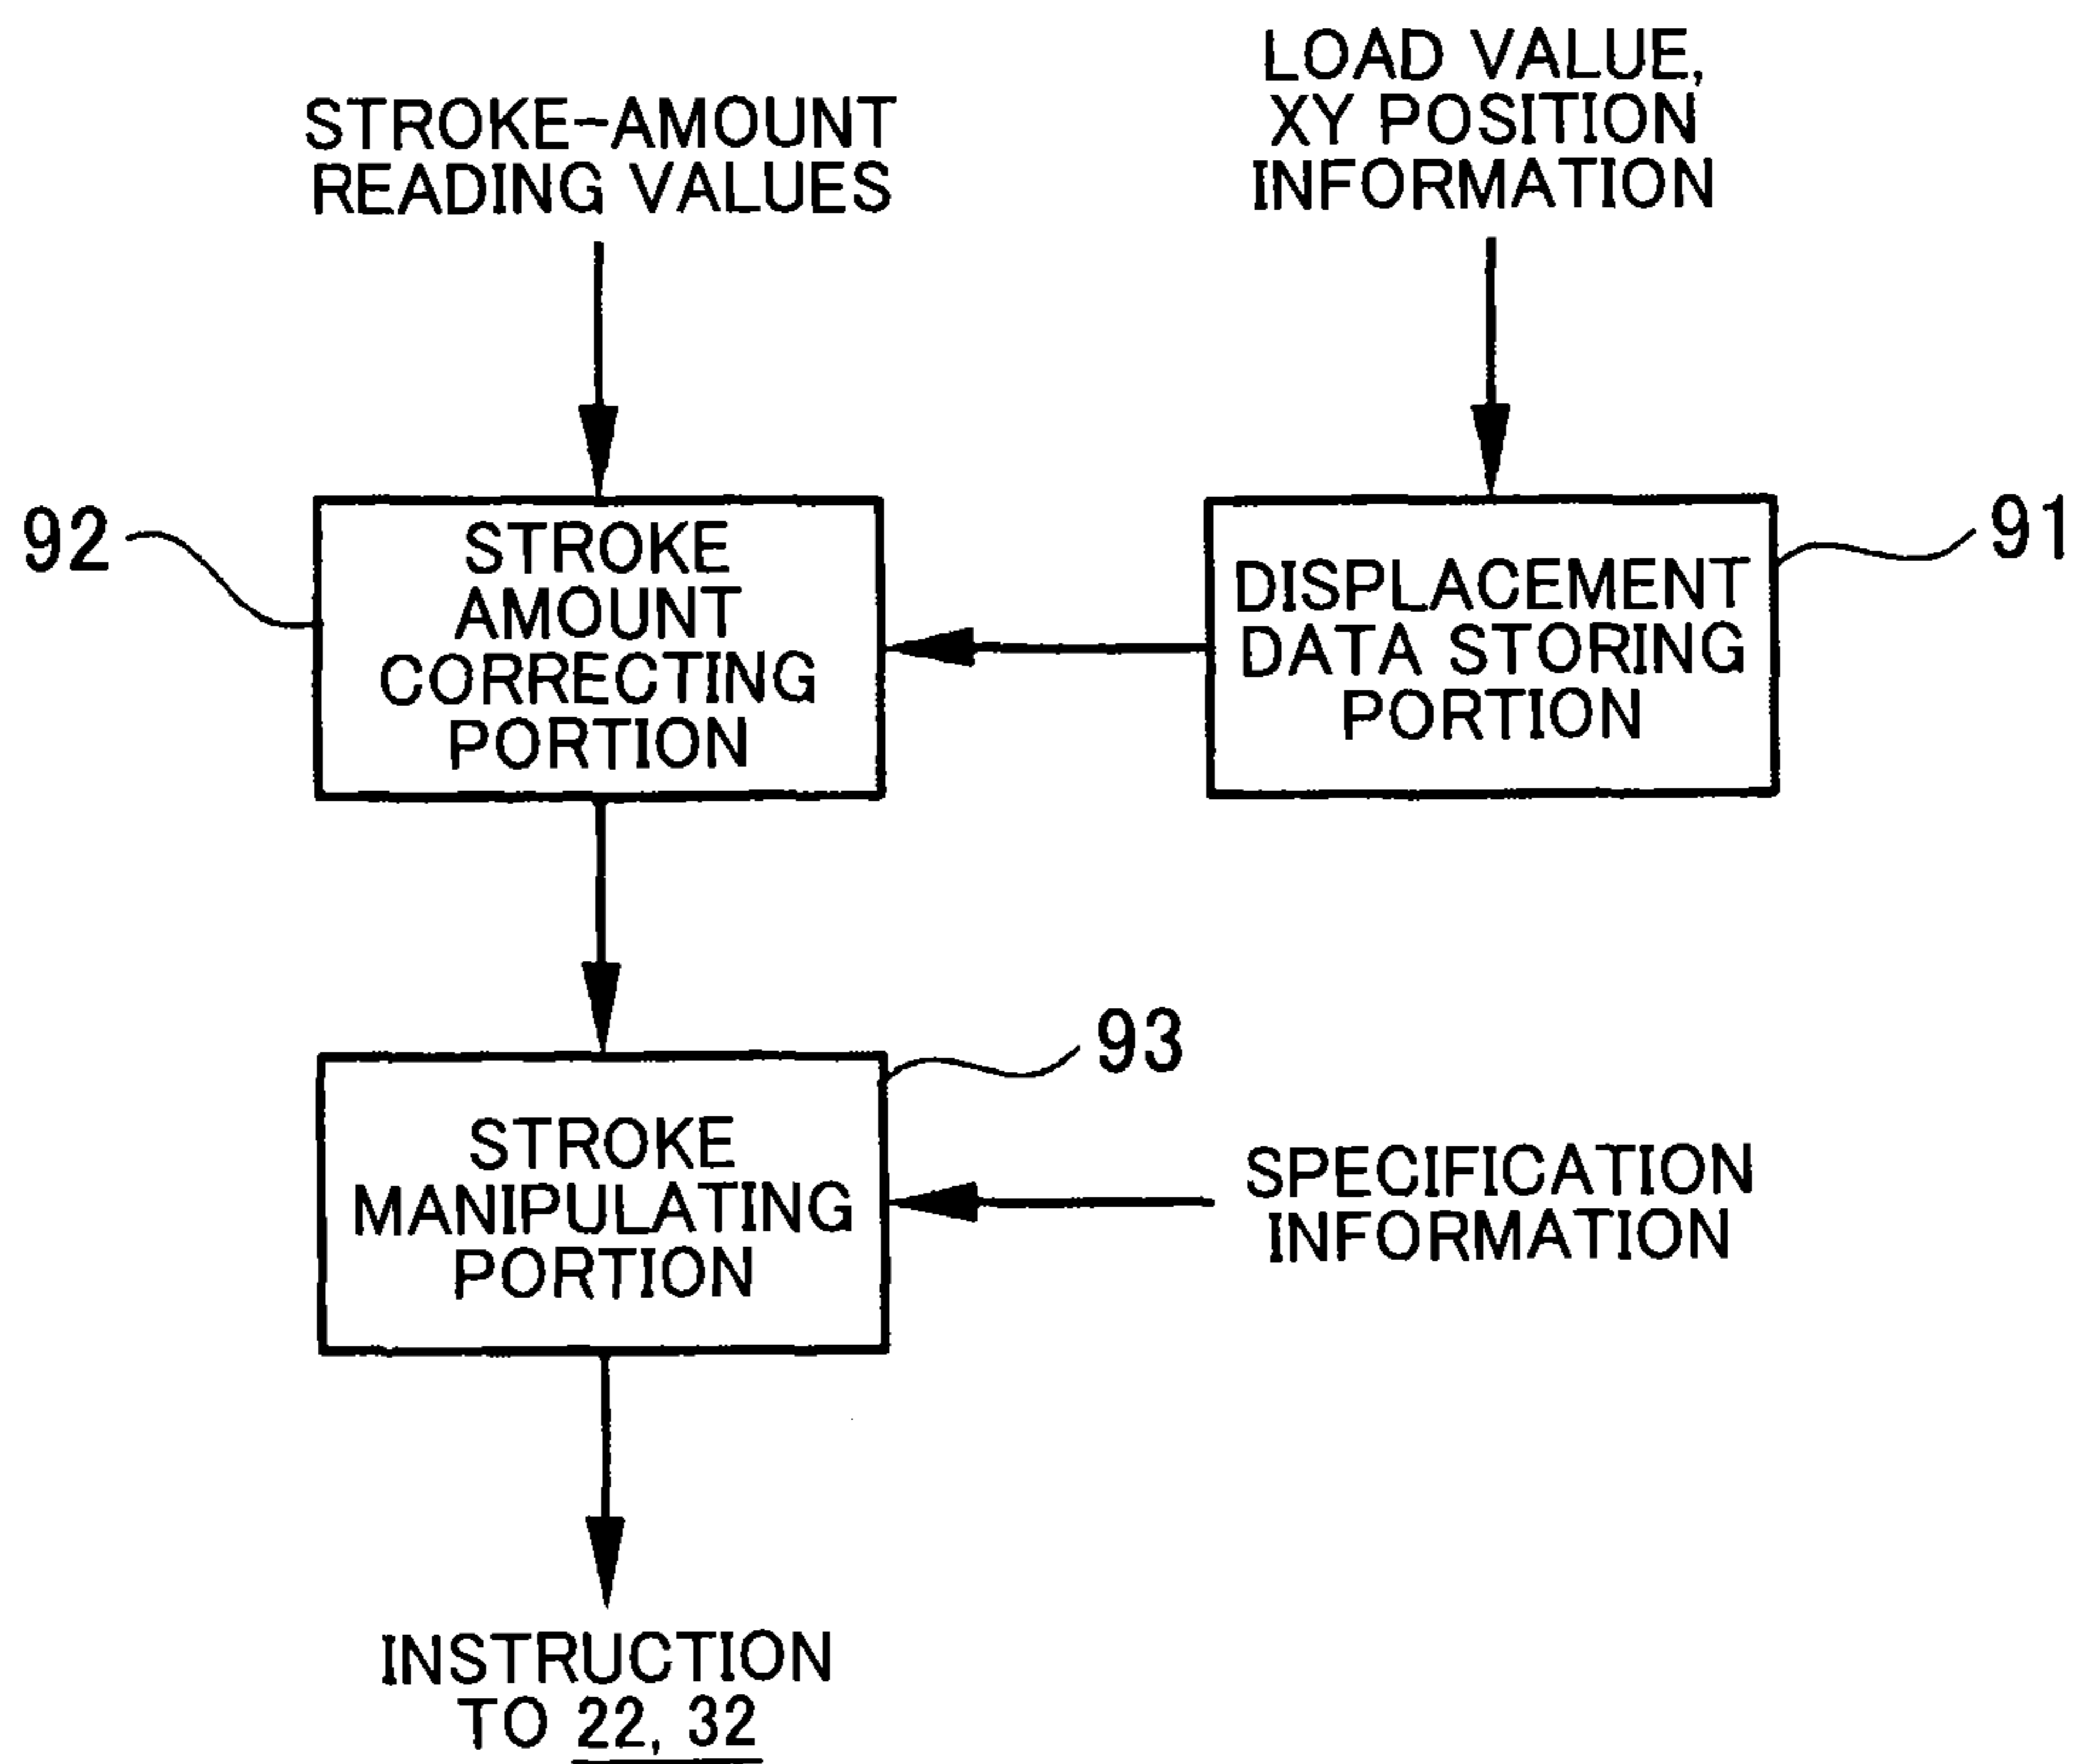 STROKE-AMOUNT
READING VALUES
LOAD VALUE,
XY POSITION
INFORMATION
92
STROKE
AMOUNT
CORRECTING
PORTION
DISPLACEMENT
DATA STORING
PORTION
91
93
STROKE
MANIPULATING
PORTION
SPECIFICATION
INFORMATION
INSTRUCTION
TO 22, 32